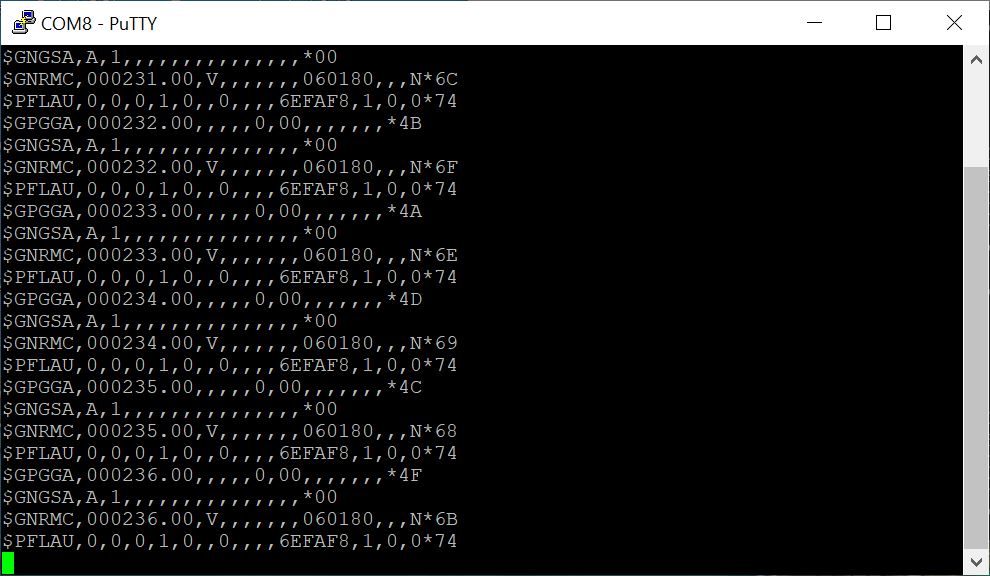 COM8 - PuTTY
$GNGSA,A,1,,,,,,,,,,,,,,,*00
$GNRMC,000231.00,V,,,,,,,060180,,,N*6C
$PFLAU,0,0,0,1,0,,0,,,,6EFAF8,1,0,0*74
$GPGGA,000232.00,,,,,0,00,,,,,,,*4B
$GNGSA,A,1,,,,,,,,,,,,,,,*00
$GNRMC,000232.00,V,,,,,,,060180,,,N*6F
$PFLAU,0,0,0,1,0,,0,,,,6EFAF8,1,0,0*74
$GPGGA,000233.00,,,,,0,00,,,,,,,*4A
$GNGSA,A,1,,,,,,,,,,,,,,,*00
$GNRMC,000233.00,V,,,,,,,060180,,,N*6E
$PFLAU,0,0,0,1,0,,0,,,,6EFAF8,1,0,0*74
$GPGGA,000234.00,,,,,0,00,,,,,,,*4D
$GNGSA,A,1,,,,,,,,,,,,,,,*00
$GNRMC,000234.00,V,,,,,,,060180,,,N*69
$PFLAU,0,0,0,1,0,,0,,,,6EFAF8,1,0,0*74
$GPGGA,000235.00,,,,,0,00,,,,,,,*4C
$GNGSA,A,1,,,,,,,,,,,,,,,*00
$GNRMC,000235.00,V,,,,,,,060180,,,N*68
$PFLAU,0,0,0,1,0,,0,,,,6EFAF8,1,0,0*74
$GPGGA,000236.00,,,,,0,00,,,,,,,*4F
$GNGSA,A,1,,,,,,,,,,,,,,,*00
$GNRMC,000236.00,V,,,,,,,060180,,,N*6B
$PFLAU,0,0,0,1,0,,0,,,,6EFAF8,1,0,0*74